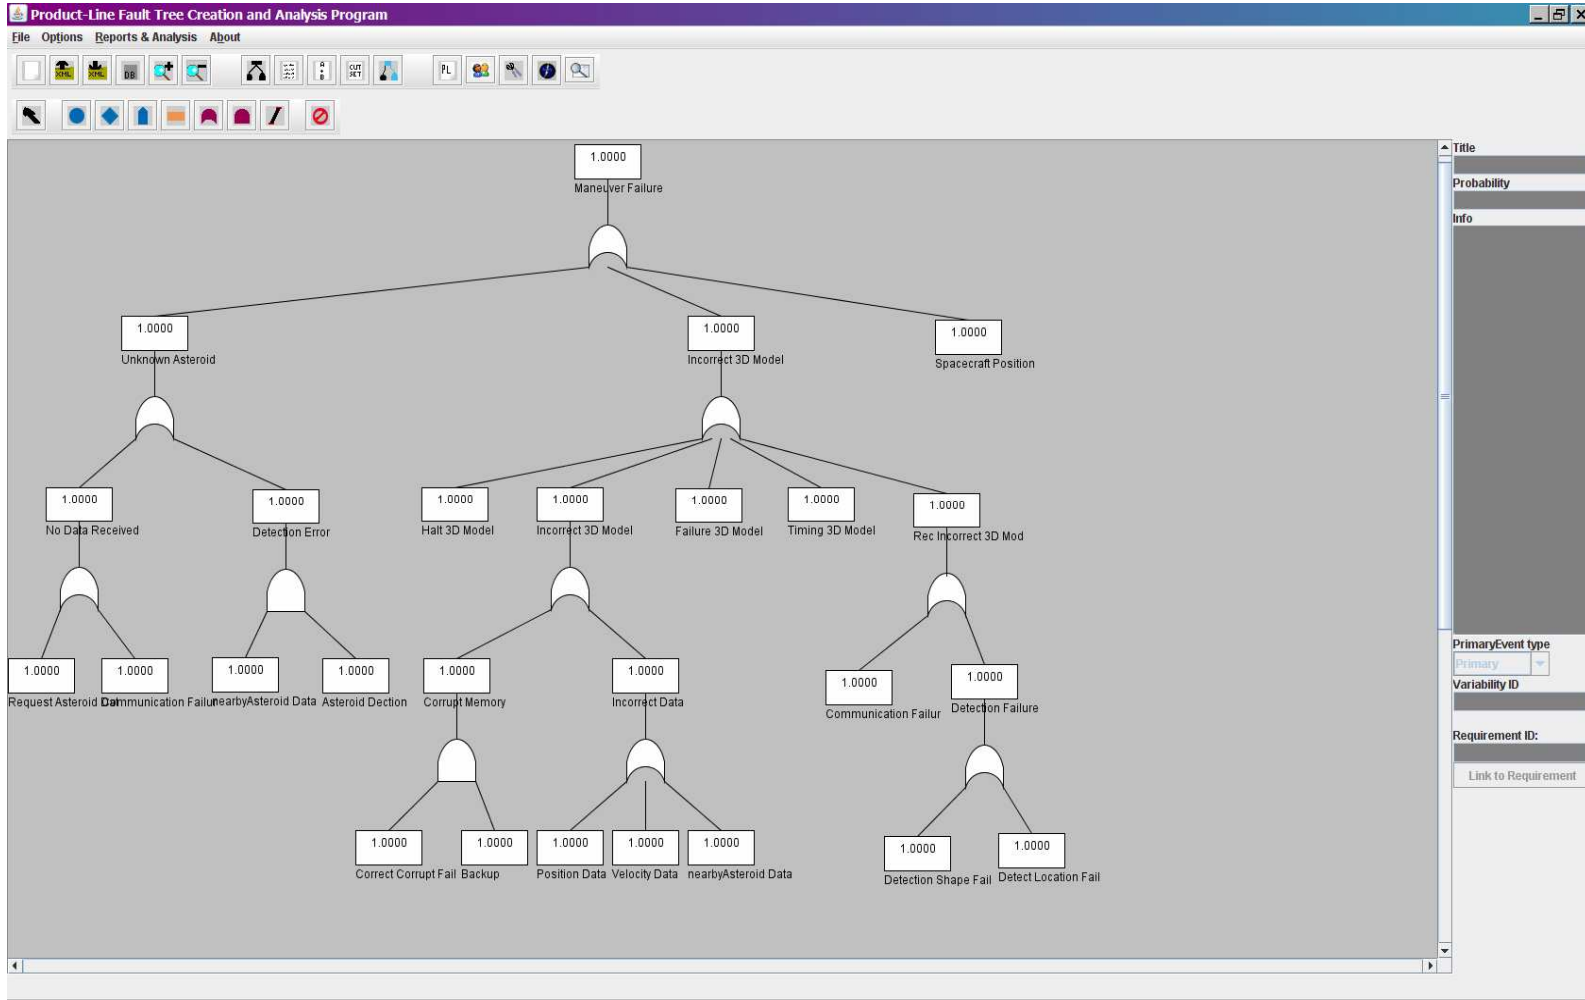 Product-Line Fault Tree Creation and Analysis Program
File Options Reports & Analysis About
XML XML DB CUT SET PL
Title
Probability
Info
1.0000
Maneuver Failure
1.0000 1.0000 1.0000
Unknown Asteroid Incorrect 3D Model Spacecraft Position
1.0000 1.0000 1.0000 1.0000 1.0000 1.0000 1.0000
No Data Received Detection Error Halt 3D Model Incorrect 3D Model Failure 3D Model Timing 3D Model Rec Incorrect 3D Mod
1.0000 1.0000 1.0000 1.0000 1.0000 1.0000 1.0000 1.0000
Request Asteroid nearbyAsteroid Data Asteroid Dection Corrupt Memory Incorrect Data Communication Failur Detection Failure
1.0000 1.0000 1.0000 1.0000 1.0000 1.0000 1.0000
Correct Corrupt Fail Backup Position Data Velocity Data nearbyAsteroid Data Detection Shape Fail Detect Location Fail
PrimaryEvent type
Primary
Variability ID
Requirement ID:
Link to Requirement